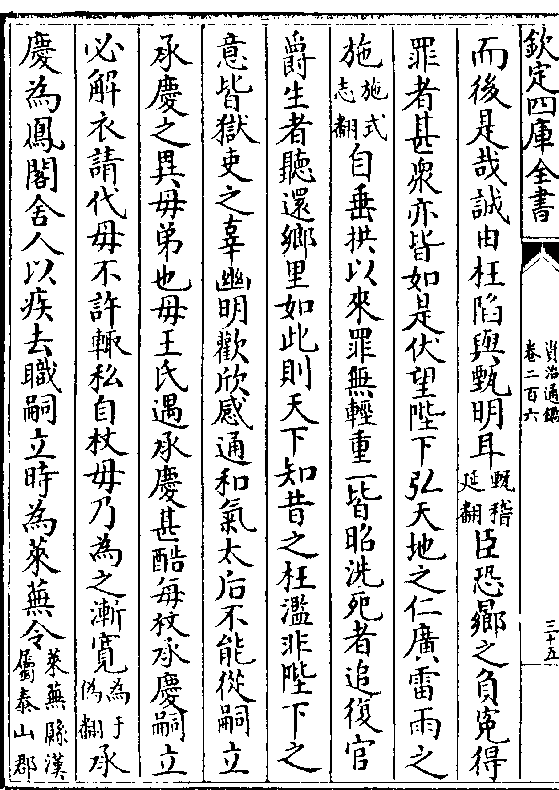 欽定四庫全書
資治通鑑
卷二百六
三十五
而後是哉誠由枉陷與甄明耳甄稽延翻臣恐曏之負冤得
罪者甚衆亦皆如是伏望陛下弘天地之仁廣雷雨之
施施式志翻自垂拱以來罪無輕重一皆昭洗死者追復官
爵生者聽還鄉里如此則天下知昔之枉濫非陛下之
意皆獄吏之辜幽明歡欣感通和氣太后不能從嗣立
承慶之異母弟也母王氏遇承慶甚酷每杖承慶嗣立
必解衣請代母不許輒私自杖母乃為之漸寬為于偽翻承
慶為鳳閣舍人以疾去職嗣立時為萊蕪令萊蕪縣漢屬泰山郡